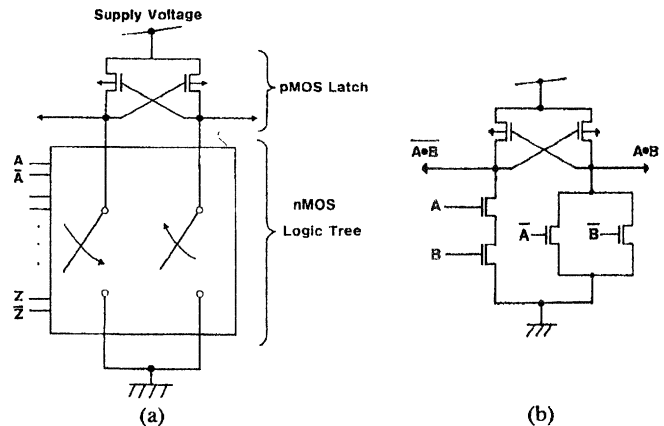 Supply Voltage
pMOS Latch
A
A̅
nMOS
Logic Tree
Z
Z̅
(a)
A̅•̅B̅
A•B
A
B
A̅
B̅
(b)